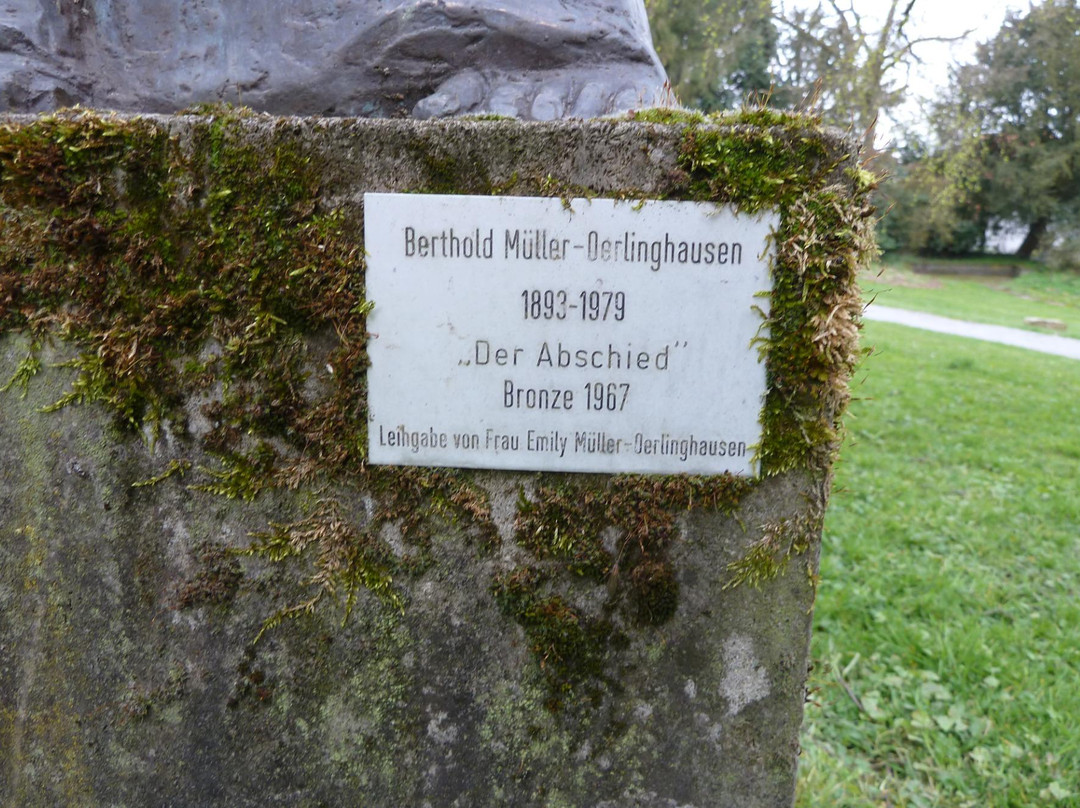 Berthold Müller-Oerlinghausen
1893-1979
„Der Abschied”
Bronze 1967
Leihgabe von Frau Emily Müller-Oerlinghausen